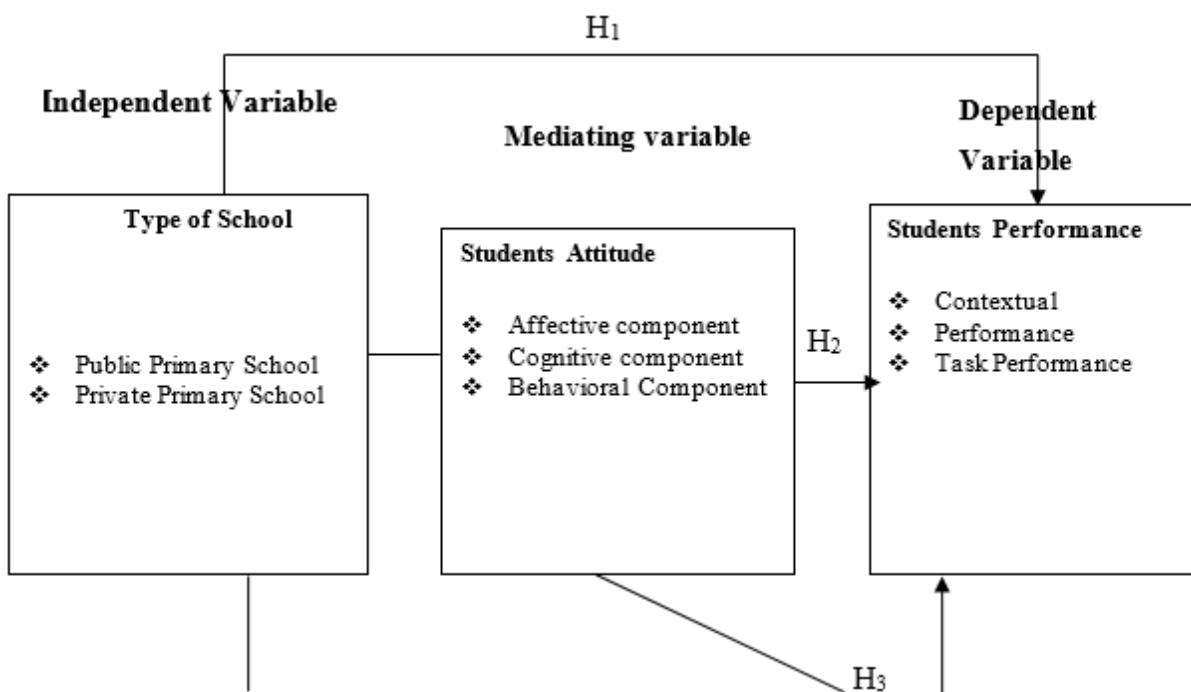 H₁
Independent Variable
Mediating variable
Dependent
Variable
Type of School
❖ Public Primary School
❖ Private Primary School
Students Attitude
❖ Affective component
❖ Cognitive component
❖ Behavioral Component
H₂
Students Performance
❖ Contextual
❖ Performance
❖ Task Performance
H₃